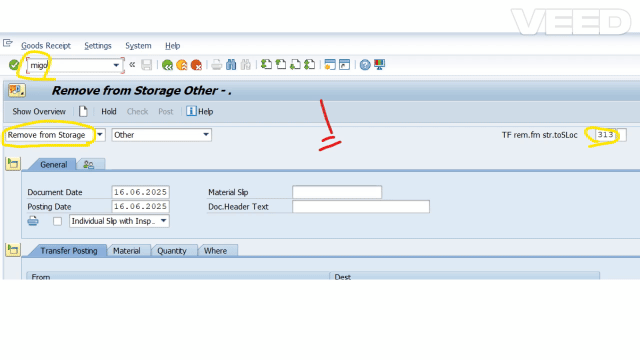 VEED
Goods Receipt Settings System Help
migo
Remove from Storage Other - .
Show Overview Hold Check Post Help
Remove from Storage Other TF rem.fm str.toSLoc 313
General
Document Date 16.06.2025 Material Slip
Posting Date 16.06.2025 Doc.Header Text
Individual Slip with Insp..
Transfer Posting Material Quantity Where
From Dest